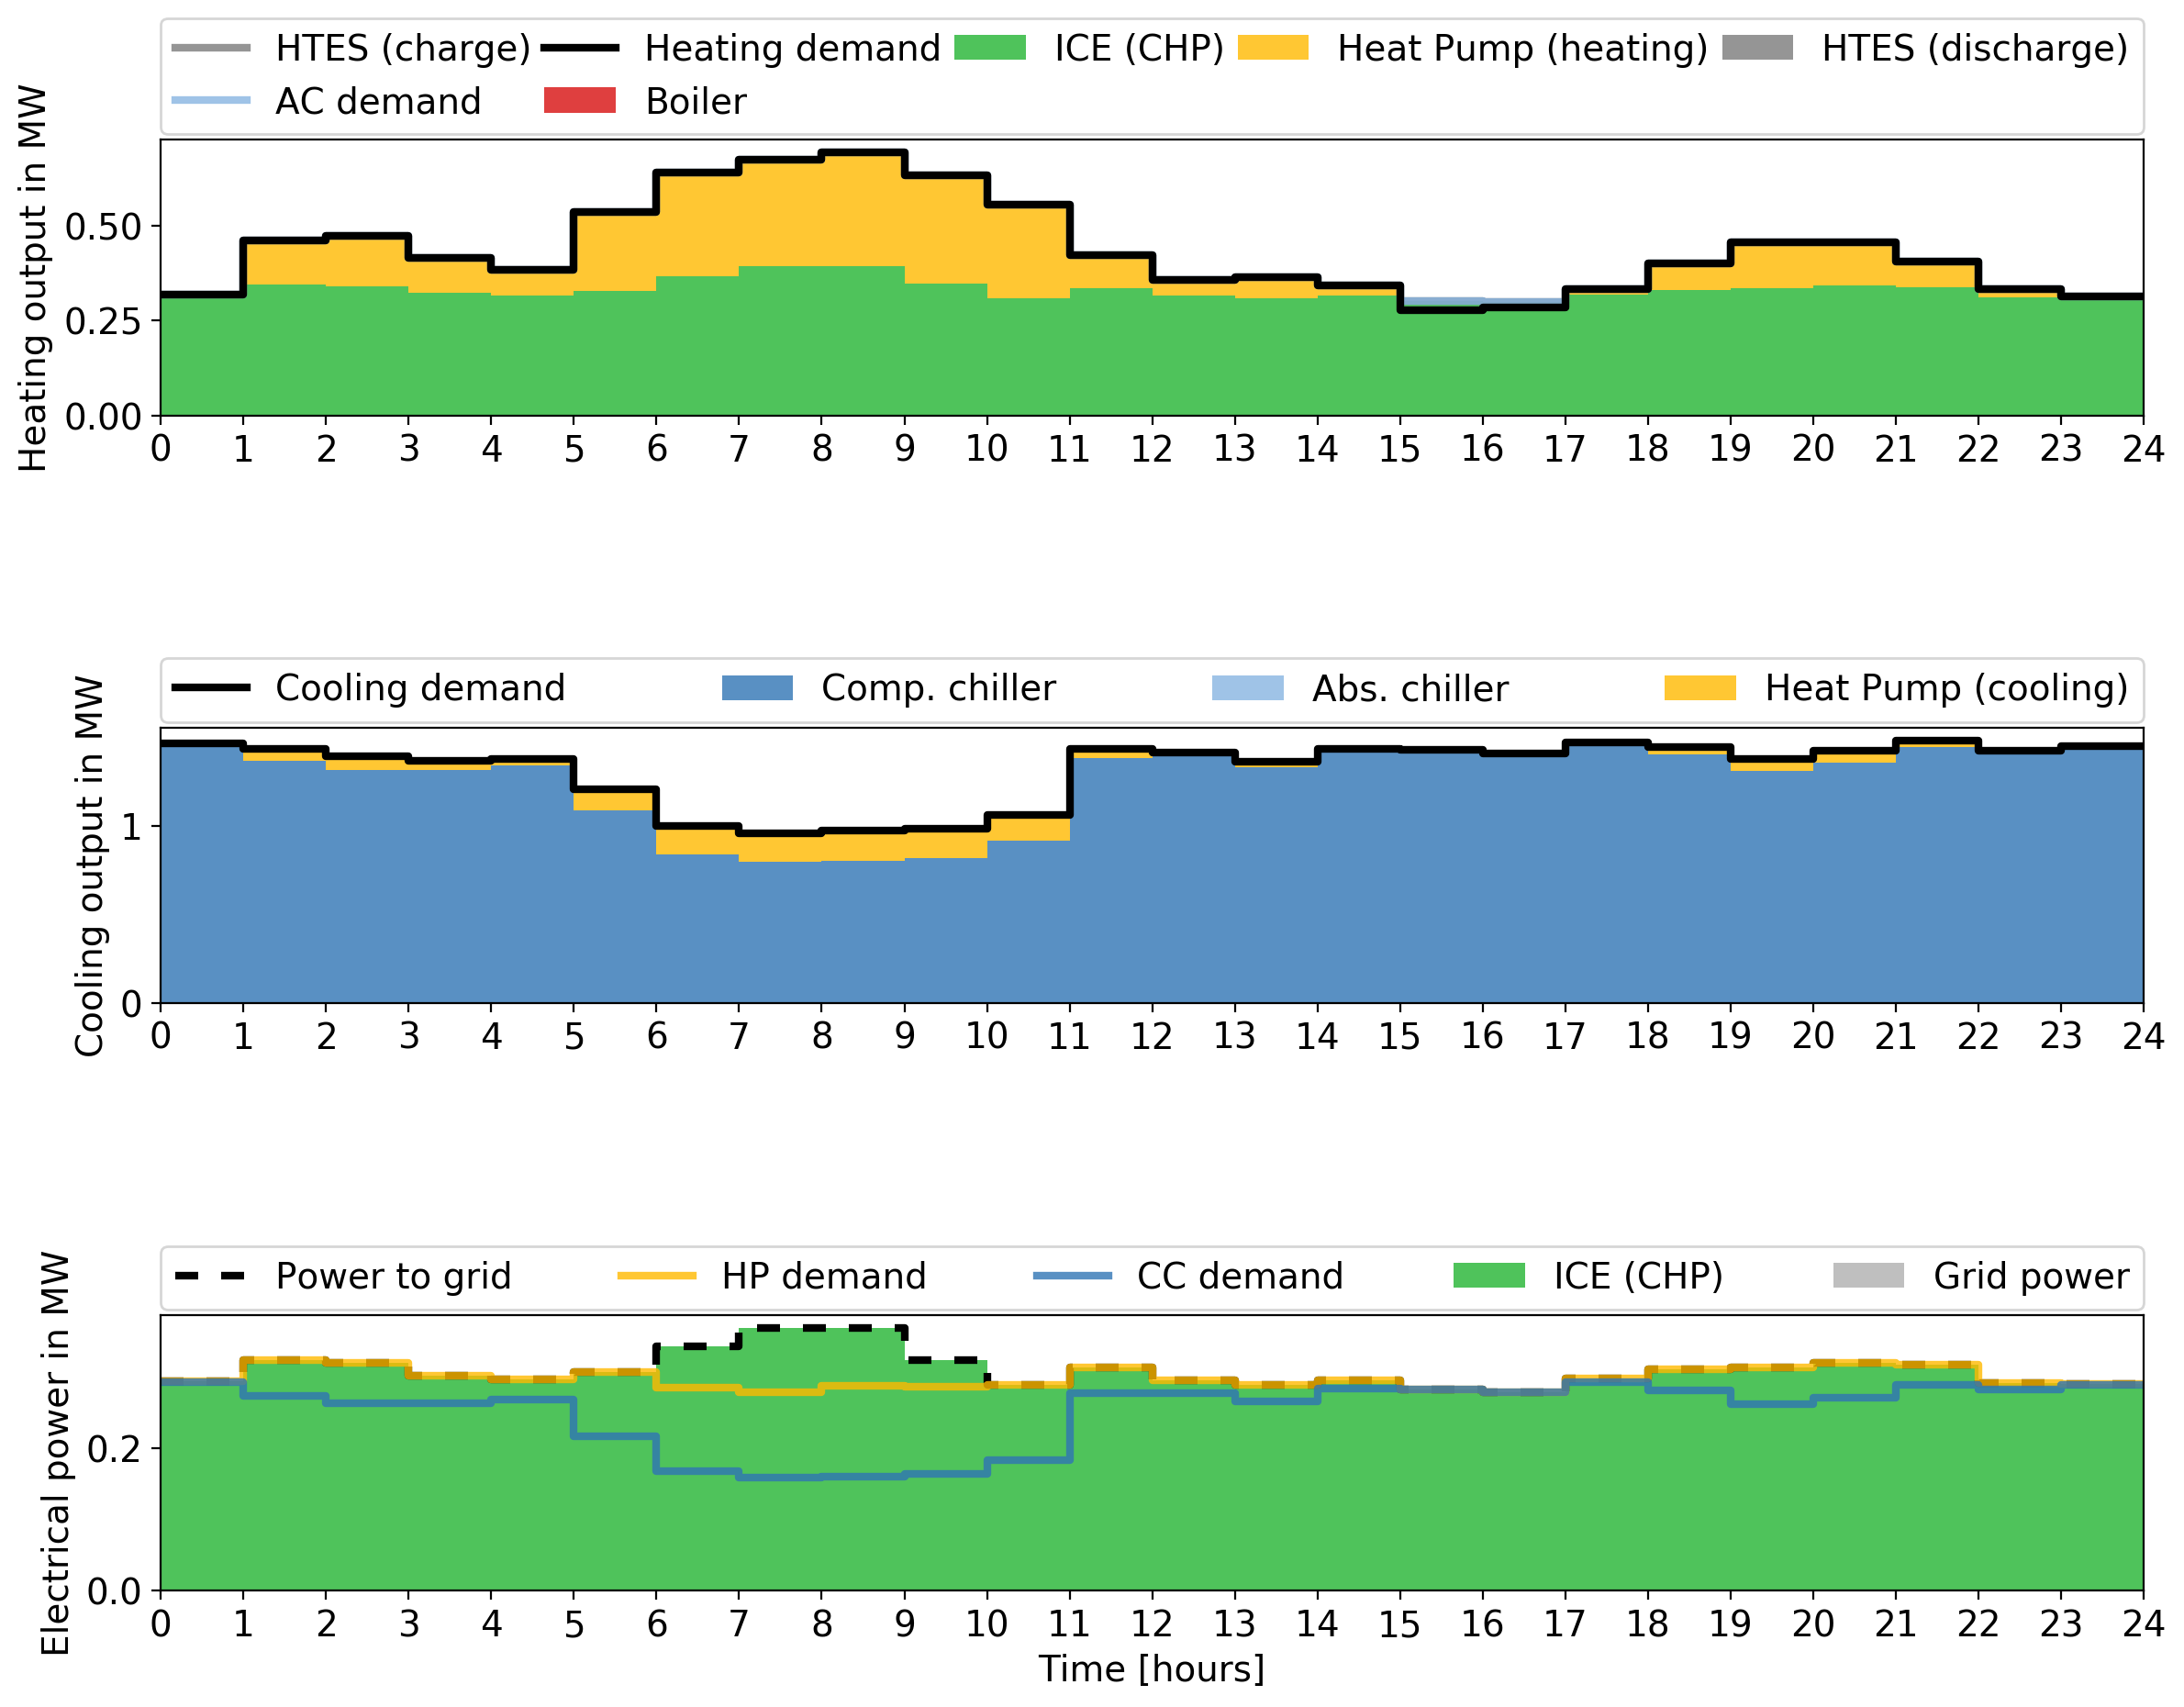 HTES (charge) Heating demand ICE (CHP) Heat Pump (heating) HTES (discharge)
AC demand Boiler
Heating output in MW
0.50
0.25
0.00
0 1 2 3 4 5 6 7 8 9 10 11 12 13 14 15 16 17 18 19 20 21 22 23 24
Cooling demand Comp. chiller Abs. chiller Heat Pump (cooling)
Cooling output in MW
1
0
0 1 2 3 4 5 6 7 8 9 10 11 12 13 14 15 16 17 18 19 20 21 22 23 24
Power to grid HP demand CC demand ICE (CHP) Grid power
Electrical power in MW
0.2
0.0
0 1 2 3 4 5 6 7 8 9 10 11 12 13 14 15 16 17 18 19 20 21 22 23 24
Time [hours]